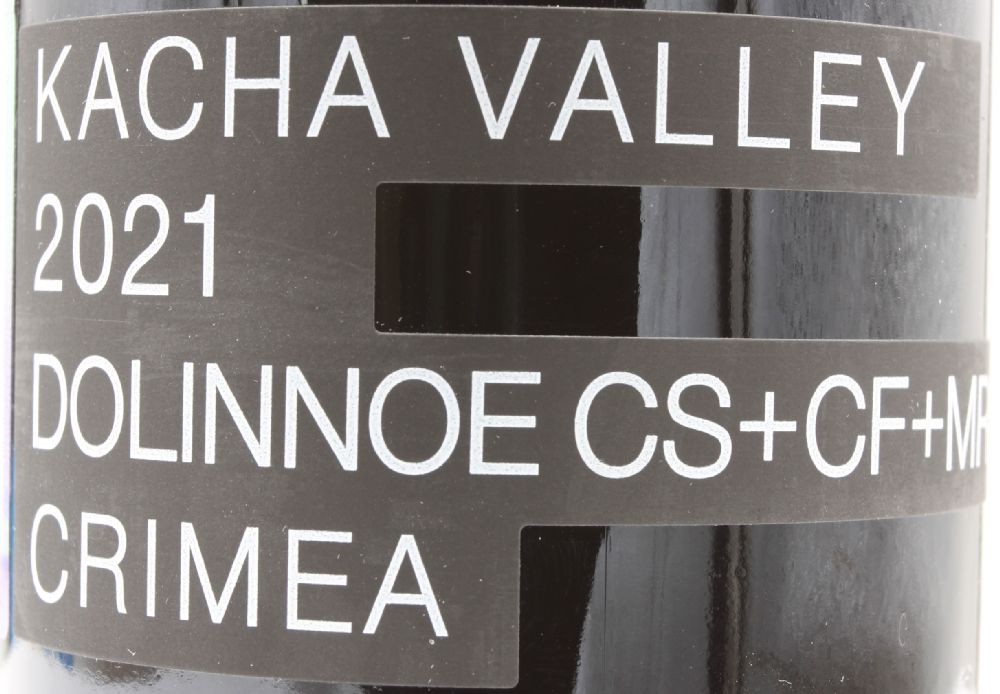 KACHA VALLEY
2021
DOLINNOE CS+CF+MR
CRIMEA